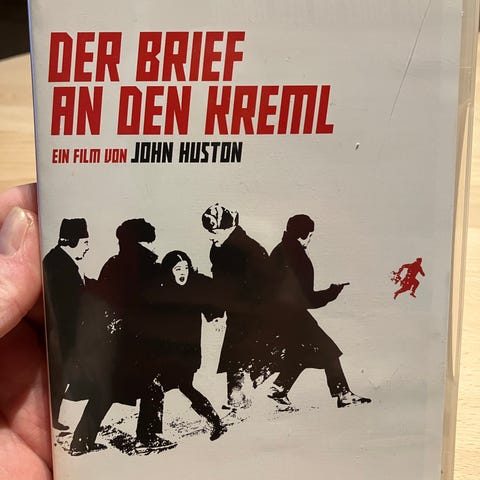 DER BRIEF
AN DEN KREML
EIN FILM VON JOHN HUSTON